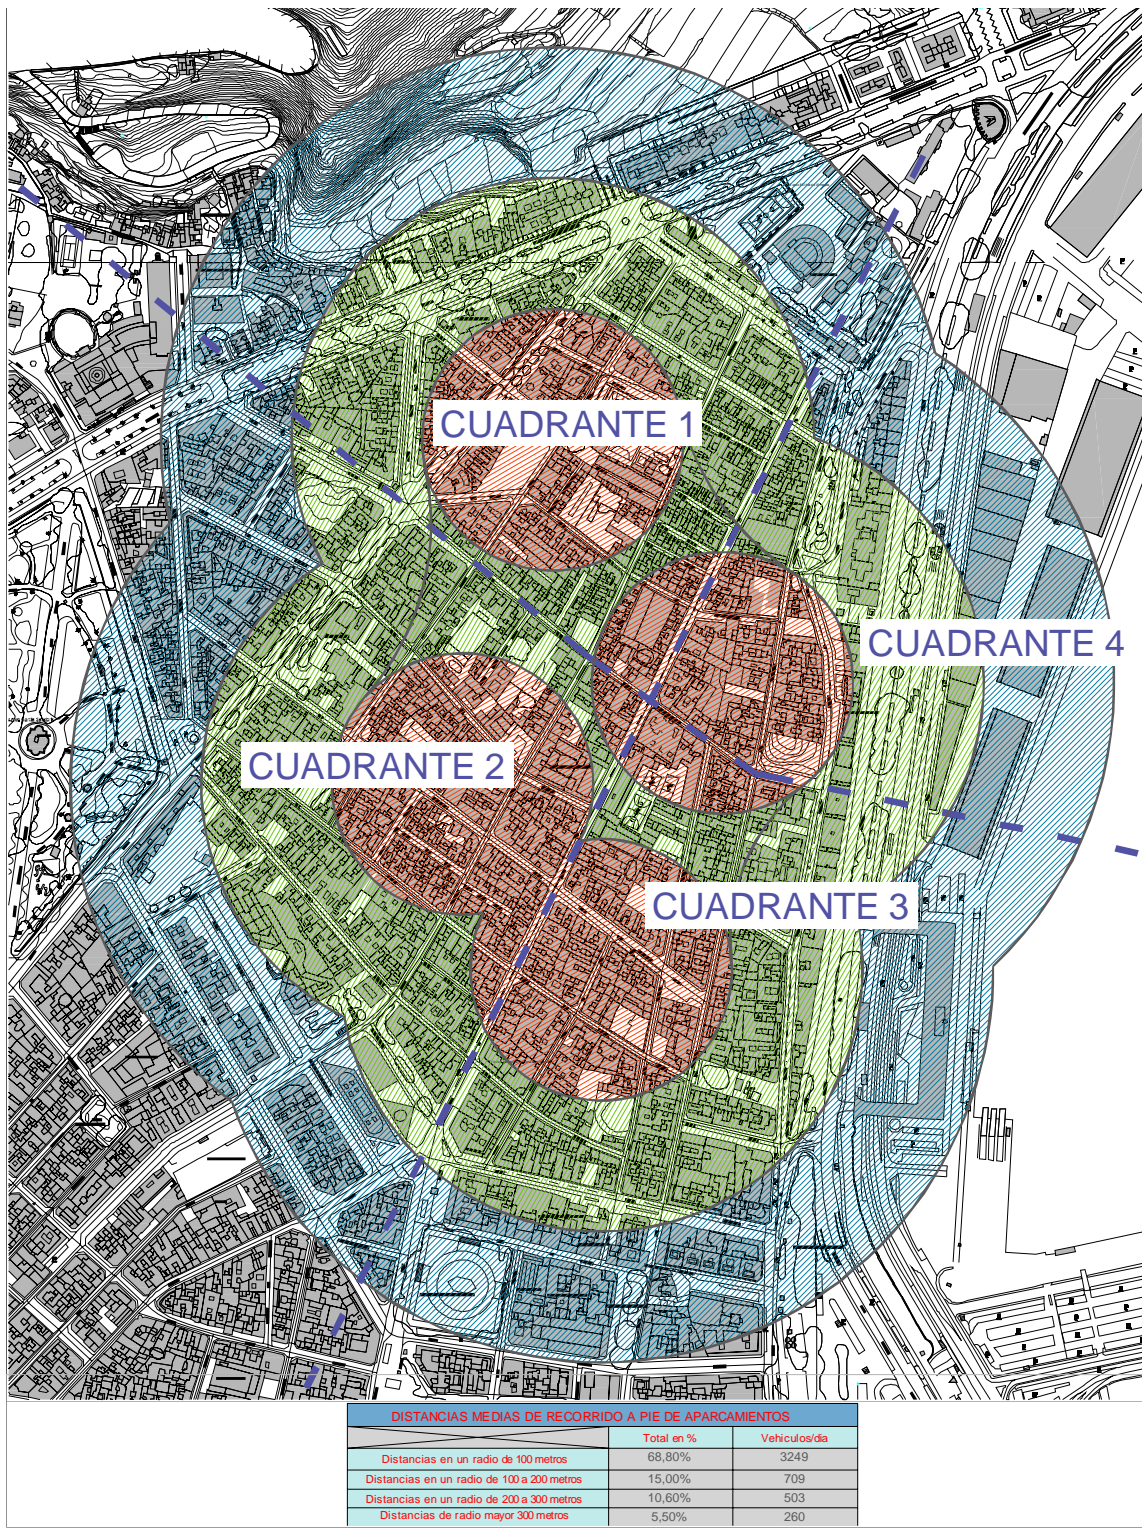 CUADRANTE 1
CUADRANTE 4
CUADRANTE 2
CUADRANTE 3
DISTANCIAS MEDIAS DE RECORRIDO A PIE DE APARCAMIENTOS
Total en % Vehiculos/dia
Distancias en un radio de 100 metros 68,80% 3249
Distancias en un radio de 100 a 200 metros 15,00% 709
Distancias en un radio de 200 a 300 metros 10,60% 503
Distancias de radio mayor 300 metros 5,50% 260